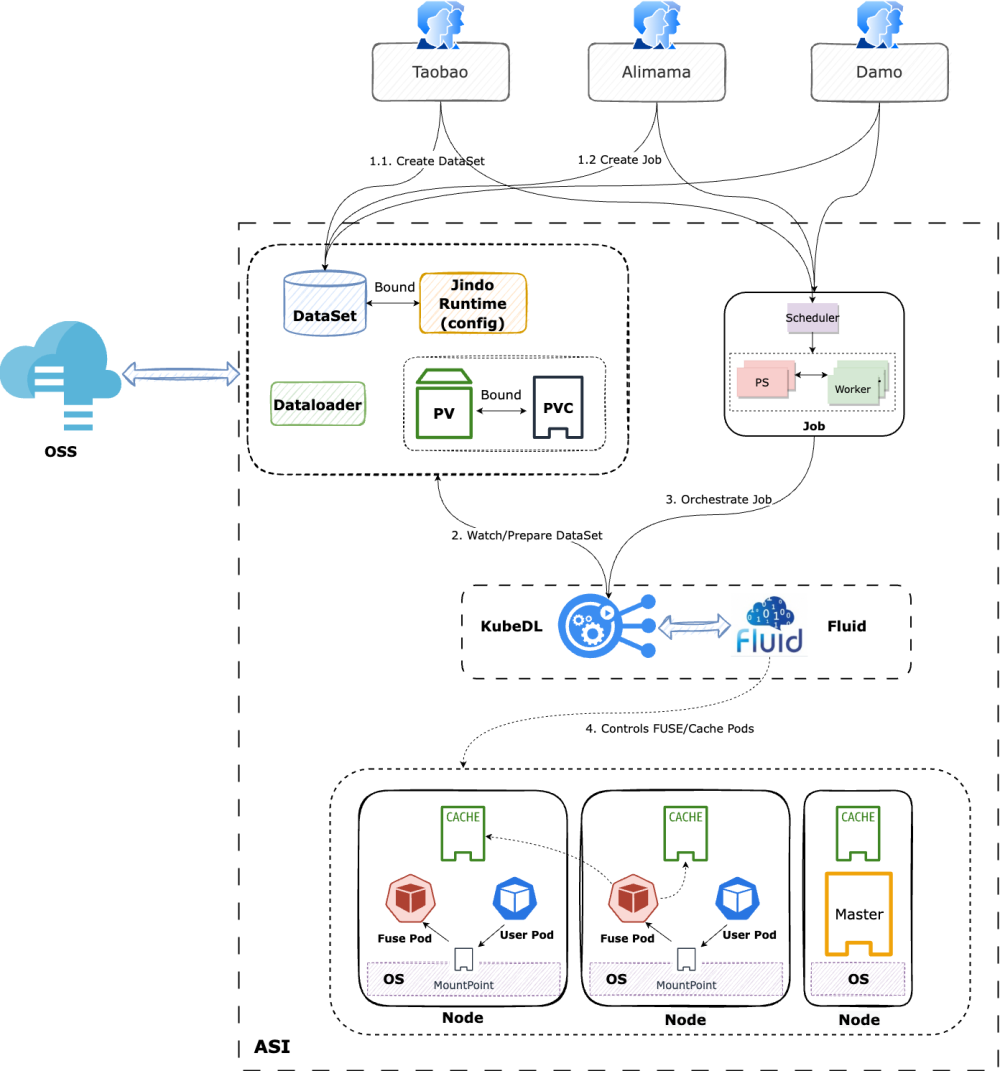 Taobao
Alimama
Damo
1.1. Create DataSet
1.2 Create Job
DataSet
Bound
Jindo
Runtime
(config)
Scheduler
PS
Worker
Job
Dataloader
PV
Bound
PVC
OSS
3. Orchestrate Job
2. Watch/Prepare DataSet
KubeDL
Fluid
Fluid
4. Controls FUSE/Cache Pods
CACHE
Fuse Pod
User Pod
OS
MountPoint
Node
CACHE
Fuse Pod
User Pod
OS
MountPoint
Node
CACHE
Master
OS
Node
ASI